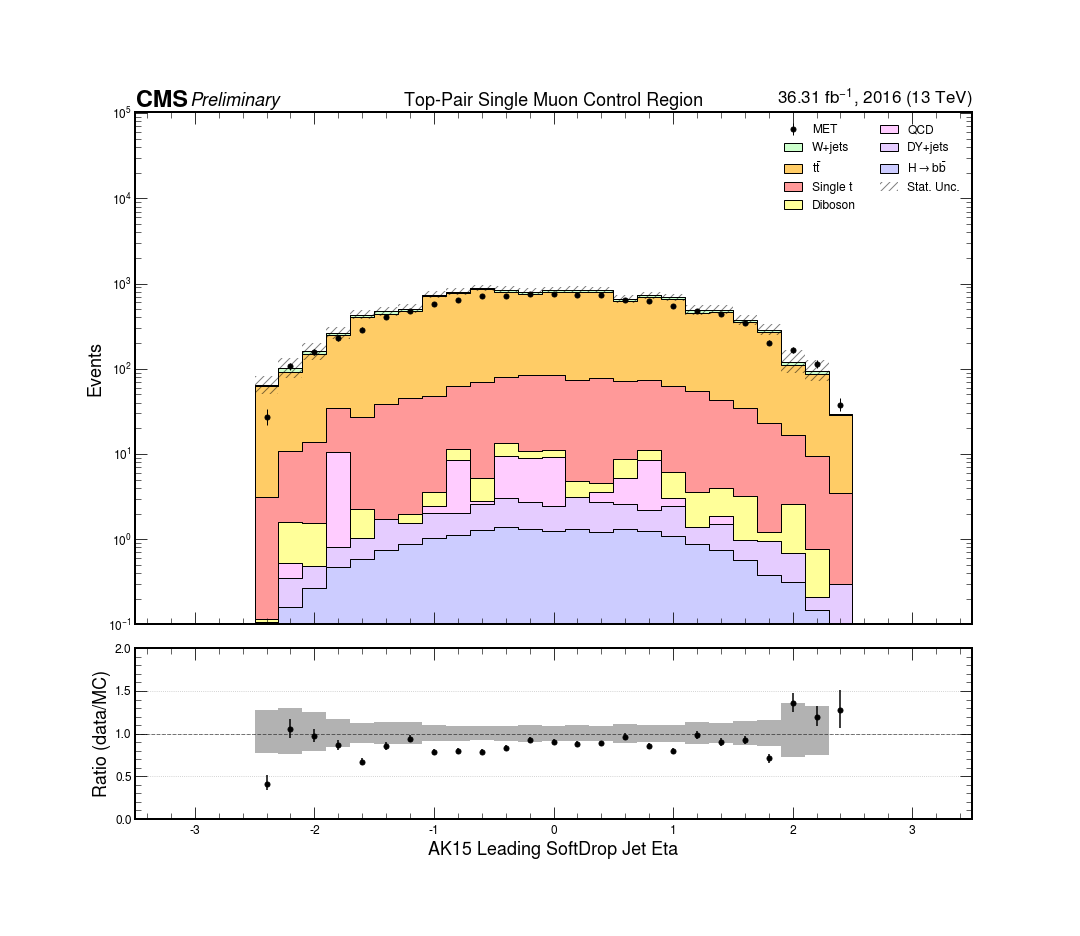 CMS Preliminary
Top-Pair Single Muon Control Region
36.31 fb⁻¹, 2016 (13 TeV)
MET
W+jets
tt̄
Single t
Diboson
QCD
DY+jets
H→bb̄
Stat. Unc.
Events
10⁵
10⁴
10³
10²
10¹
10⁰
10⁻¹
Ratio (data/MC)
2.0
1.5
1.0
0.5
0.0
-3 -2 -1 0 1 2 3
AK15 Leading SoftDrop Jet Eta